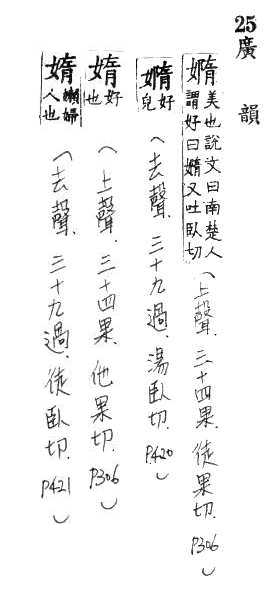 25 廣韻
嫷 美也說文曰南楚人謂好曰嫷又吐臥切(上聲、三十四果、徒果切、P306)
嫷 好皃(去聲、三十九過、湯臥切、P.420)
媠 好也(上聲、三十四果、他果切、P306)
媠 嬾婦人也(去聲、三十九過、徒臥切、P421)